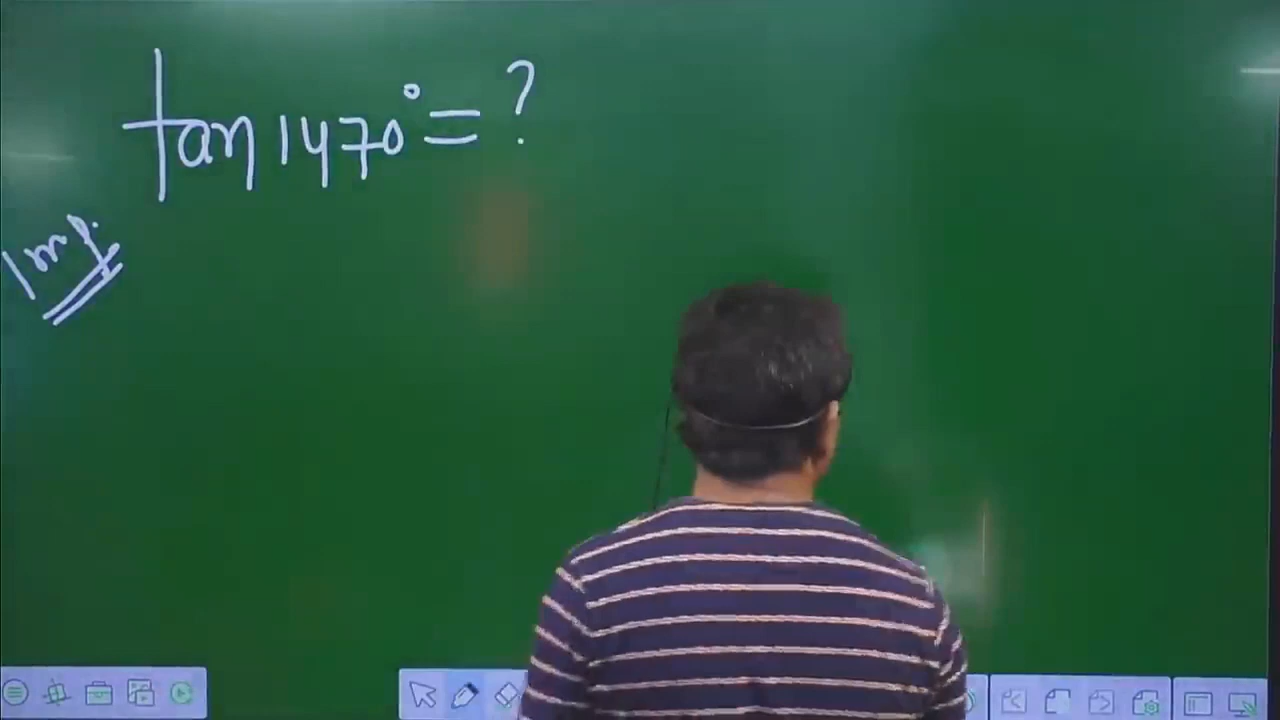 tan 1470° = ?
Imp.